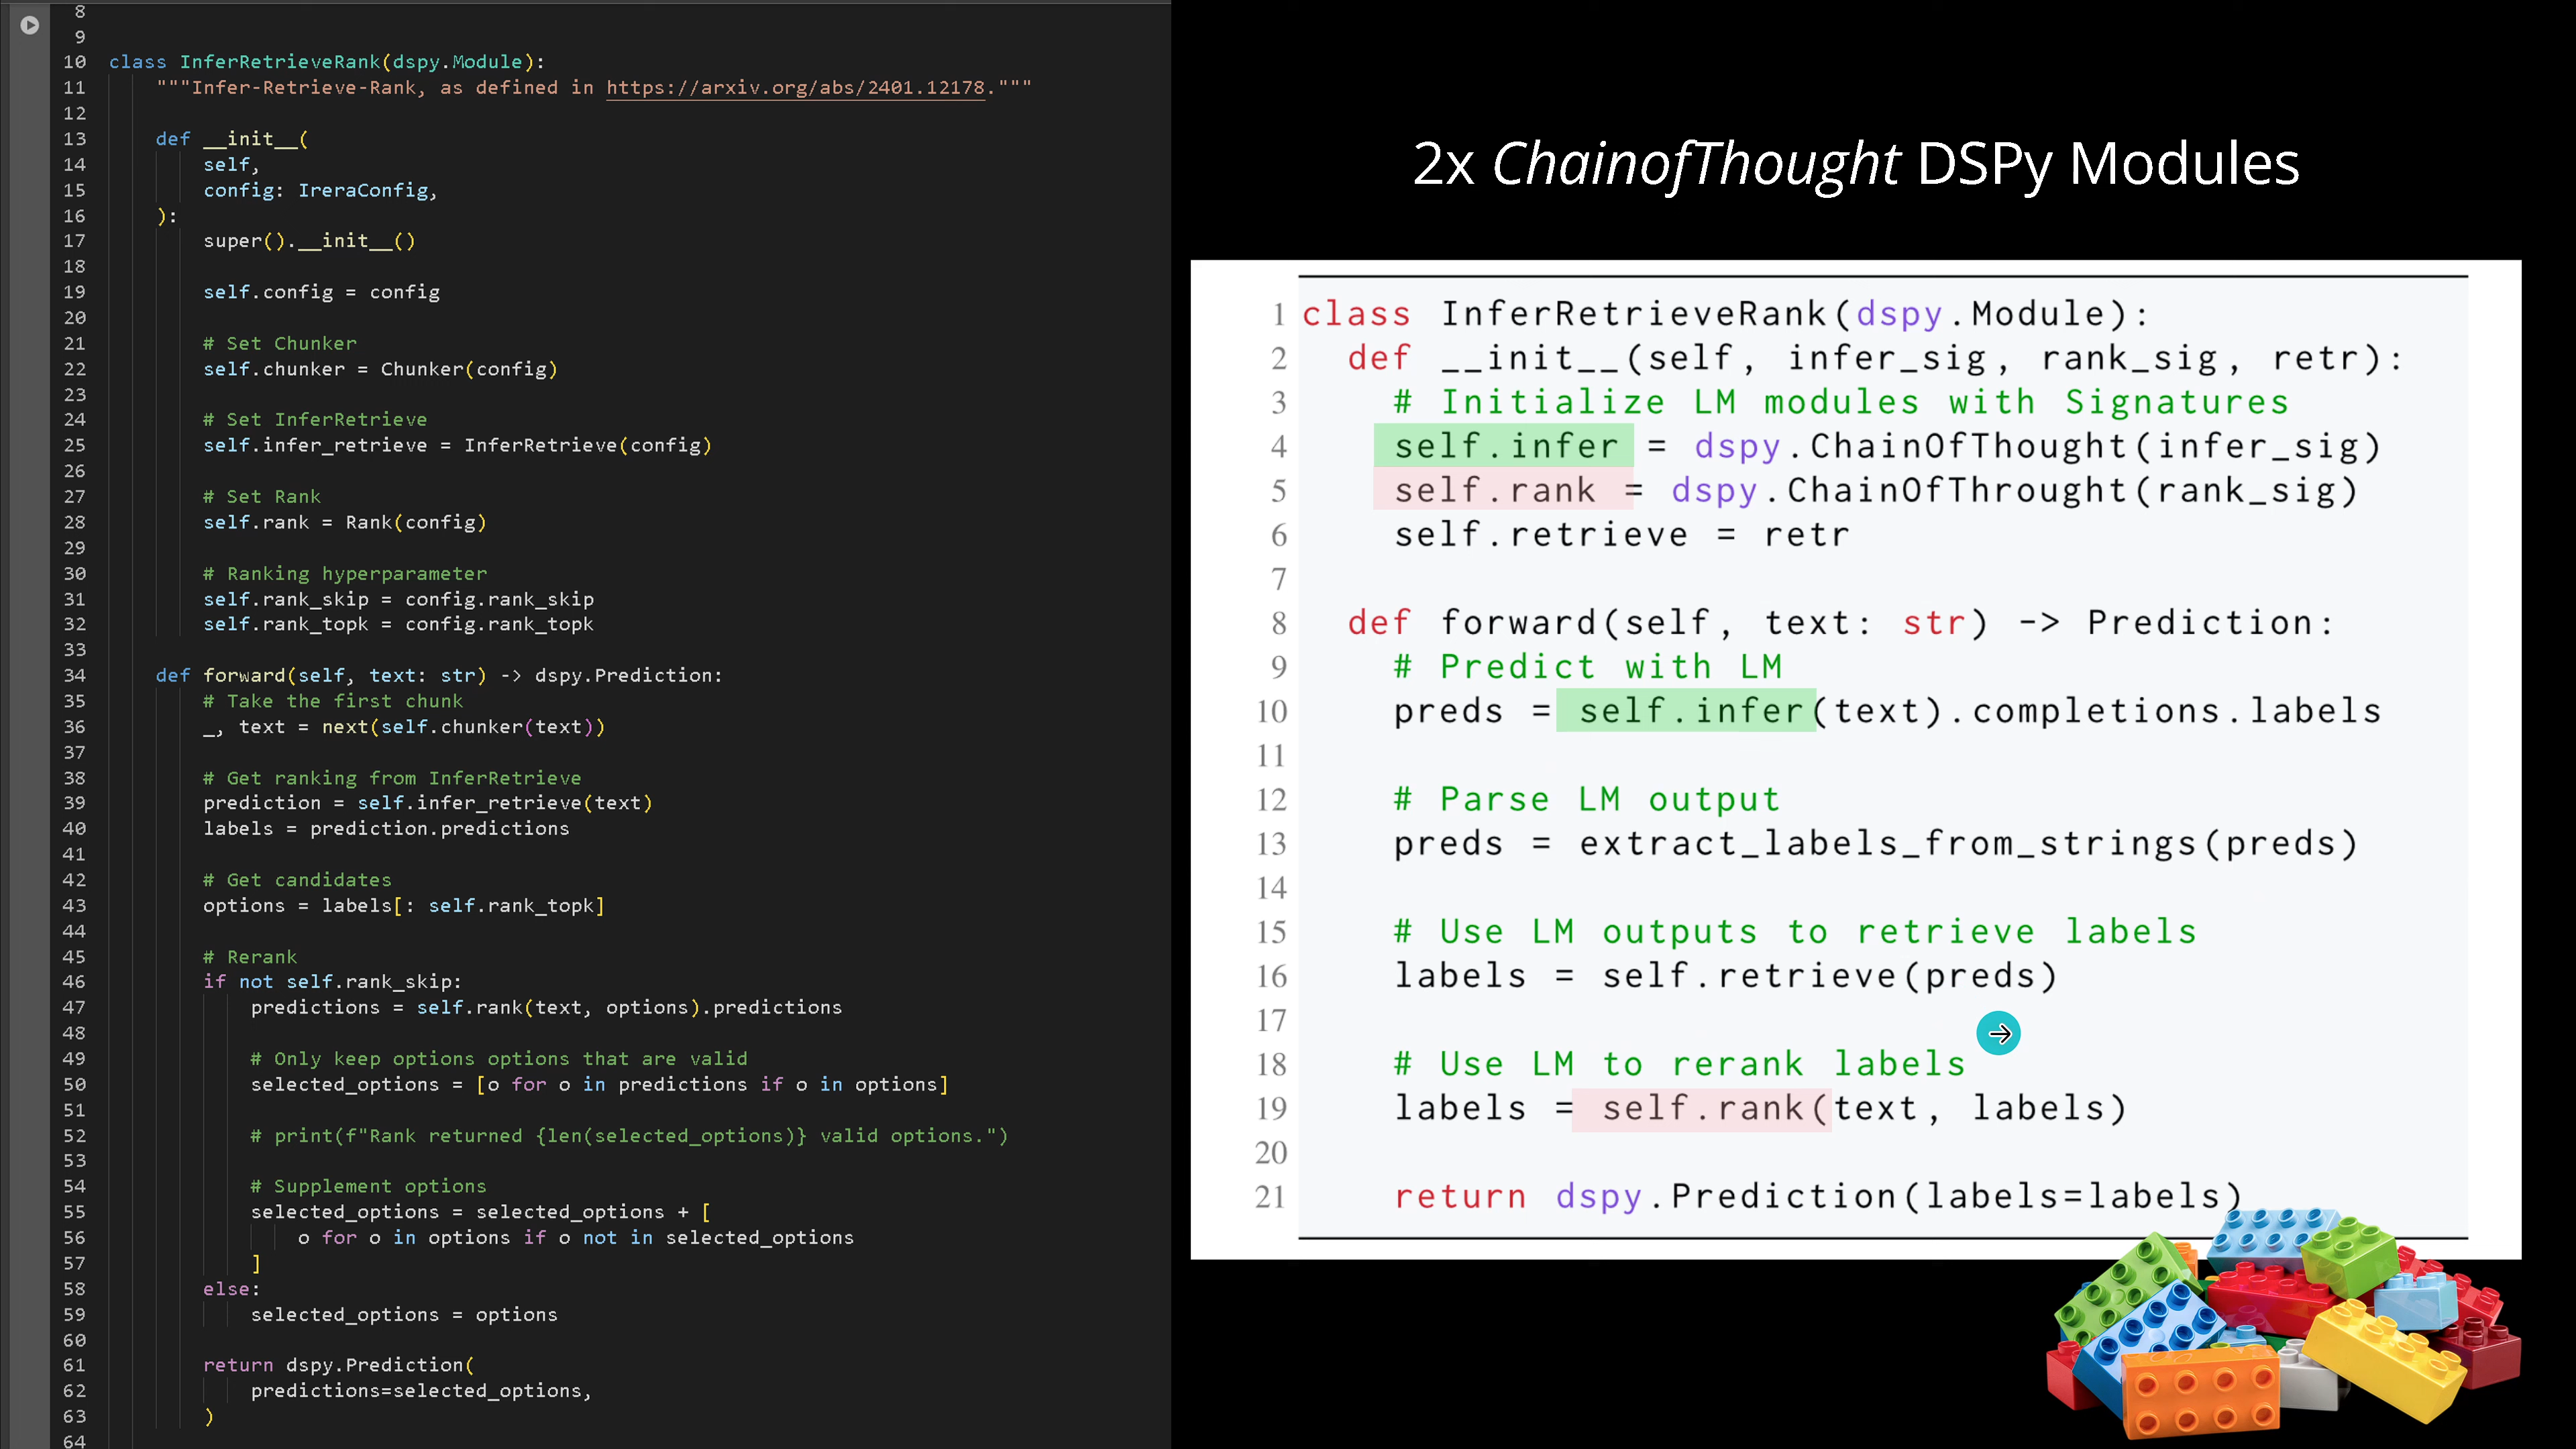 8
9
10 class InferRetrieveRank(dspy.Module):
11 """Infer-Retrieve-Rank, as defined in https://arxiv.org/abs/2401.12178."""
12
13 def __init__(
14 self,
15 config: IreraConfig,
16 ):
17 super().__init__()
18
19 self.config = config
20
21 # Set Chunker
22 self.chunker = Chunker(config)
23
24 # Set InferRetrieve
25 self.infer_retrieve = InferRetrieve(config)
26
27 # Set Rank
28 self.rank = Rank(config)
29
30 # Ranking hyperparameter
31 self.rank_skip = config.rank_skip
32 self.rank_topk = config.rank_topk
33
34 def forward(self, text: str) -> dspy.Prediction:
35 # Take the first chunk
36 _, text = next(self.chunker(text))
37
38 # Get ranking from InferRetrieve
39 prediction = self.infer_retrieve(text)
40 labels = prediction.predictions
41
42 # Get candidates
43 options = labels[: self.rank_topk]
44
45 # Rerank
46 if not self.rank_skip:
47 predictions = self.rank(text, options).predictions
48
49 # Only keep options options that are valid
50 selected_options = [o for o in predictions if o in options]
51
52 # print(f"Rank returned {len(selected_options)} valid options.")
53
54 # Supplement options
55 selected_options = selected_options + [
56 o for o in options if o not in selected_options
57 ]
58 else:
59 selected_options = options
60
61 return dspy.Prediction(
62 predictions=selected_options,
63 )
64
2x ChainofThought DSPy Modules
1 class InferRetrieveRank(dspy.Module):
2 def __init__(self, infer_sig, rank_sig, retr):
3 # Initialize LM modules with Signatures
4 self.infer = dspy.ChainOfThought(infer_sig)
5 self.rank = dspy.ChainOfThrought(rank_sig)
6 self.retrieve = retr
7
8 def forward(self, text: str) -> Prediction:
9 # Predict with LM
10 preds = self.infer(text).completions.labels
11
12 # Parse LM output
13 preds = extract_labels_from_strings(preds)
14
15 # Use LM outputs to retrieve labels
16 labels = self.retrieve(preds)
17
18 # Use LM to rerank labels
19 labels = self.rank(text, labels)
20
21 return dspy.Prediction(labels=labels)